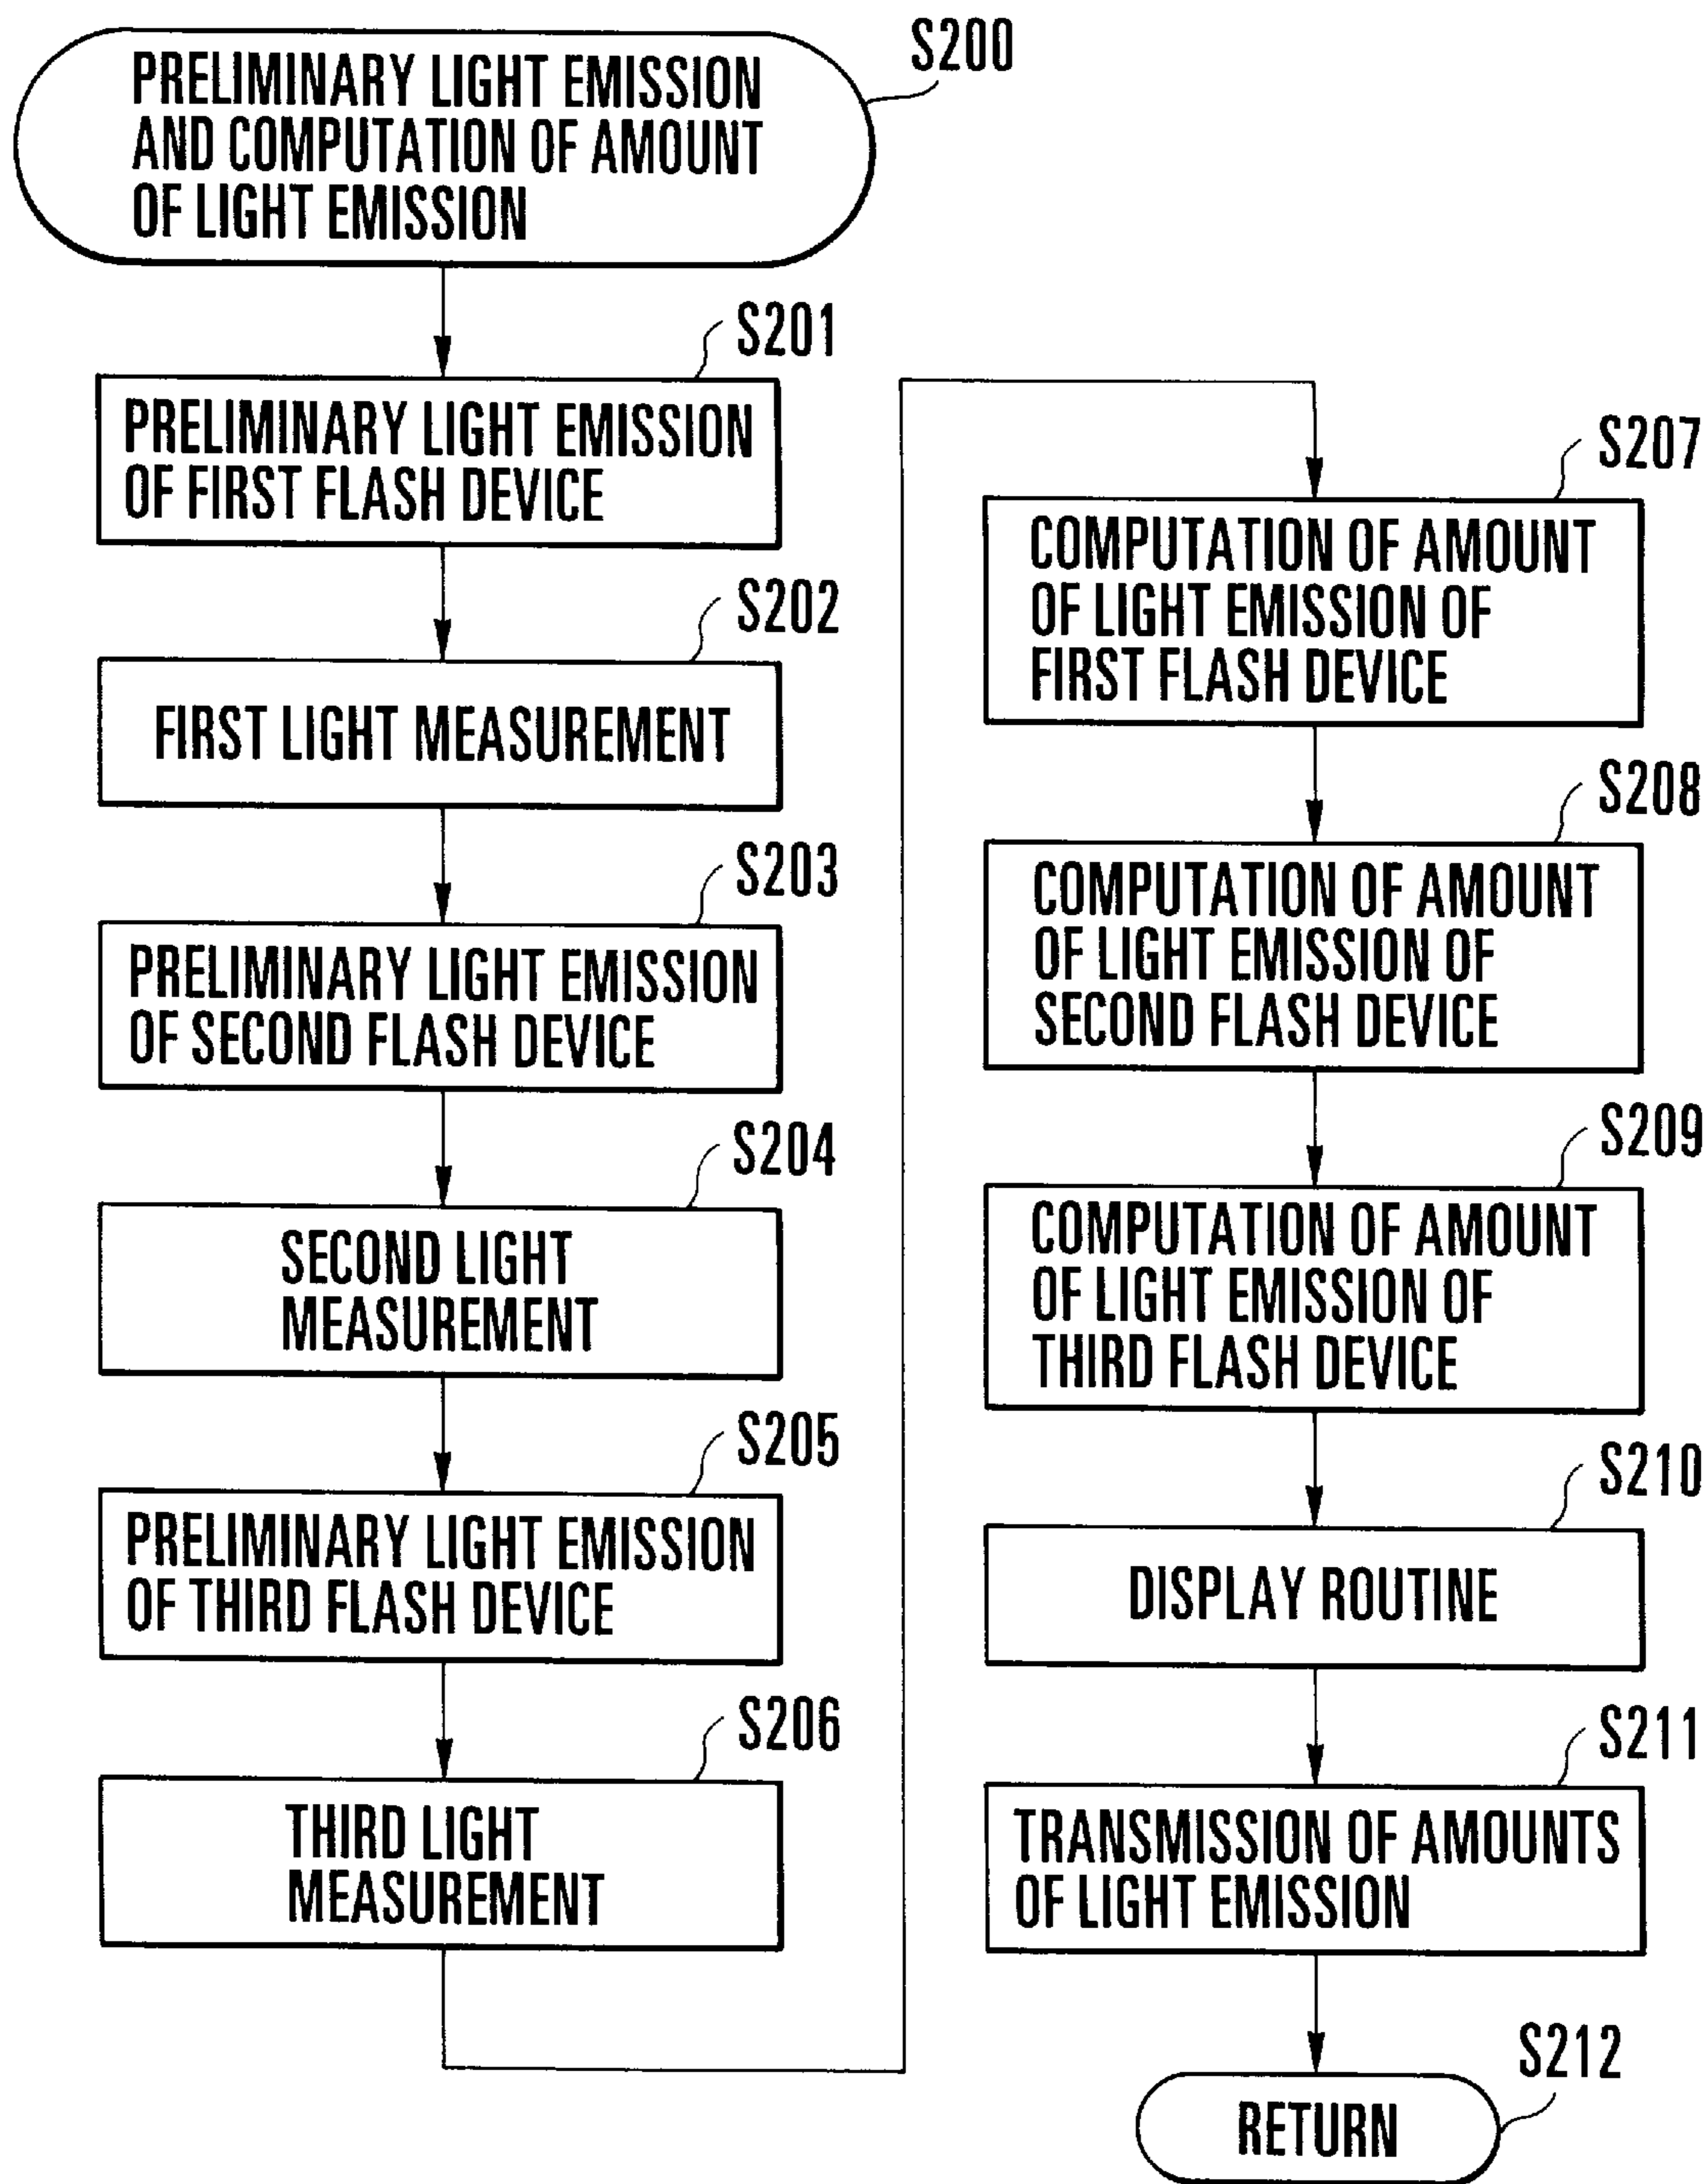 S200
PRELIMINARY LIGHT EMISSION
AND COMPUTATION OF AMOUNT
OF LIGHT EMISSION
S201
PRELIMINARY LIGHT EMISSION
OF FIRST FLASH DEVICE
S202
FIRST LIGHT MEASUREMENT
S203
PRELIMINARY LIGHT EMISSION
OF SECOND FLASH DEVICE
S204
SECOND LIGHT
MEASUREMENT
S205
PRELIMINARY LIGHT EMISSION
OF THIRD FLASH DEVICE
S206
THIRD LIGHT
MEASUREMENT
S207
COMPUTATION OF AMOUNT
OF LIGHT EMISSION OF
FIRST FLASH DEVICE
S208
COMPUTATION OF AMOUNT
OF LIGHT EMISSION OF
SECOND FLASH DEVICE
S209
COMPUTATION OF AMOUNT
OF LIGHT EMISSION OF
THIRD FLASH DEVICE
S210
DISPLAY ROUTINE
S211
TRANSMISSION OF AMOUNTS
OF LIGHT EMISSION
S212
RETURN